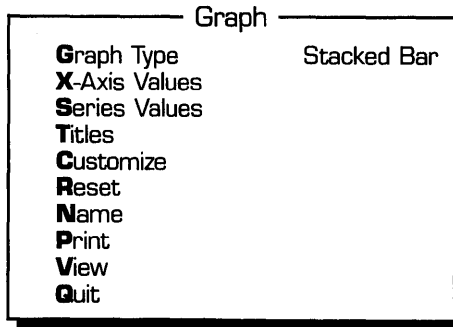 Graph
Graph Type Stacked Bar
X-Axis Values
Series Values
Titles
Customize
Reset
Name
Print
View
Quit